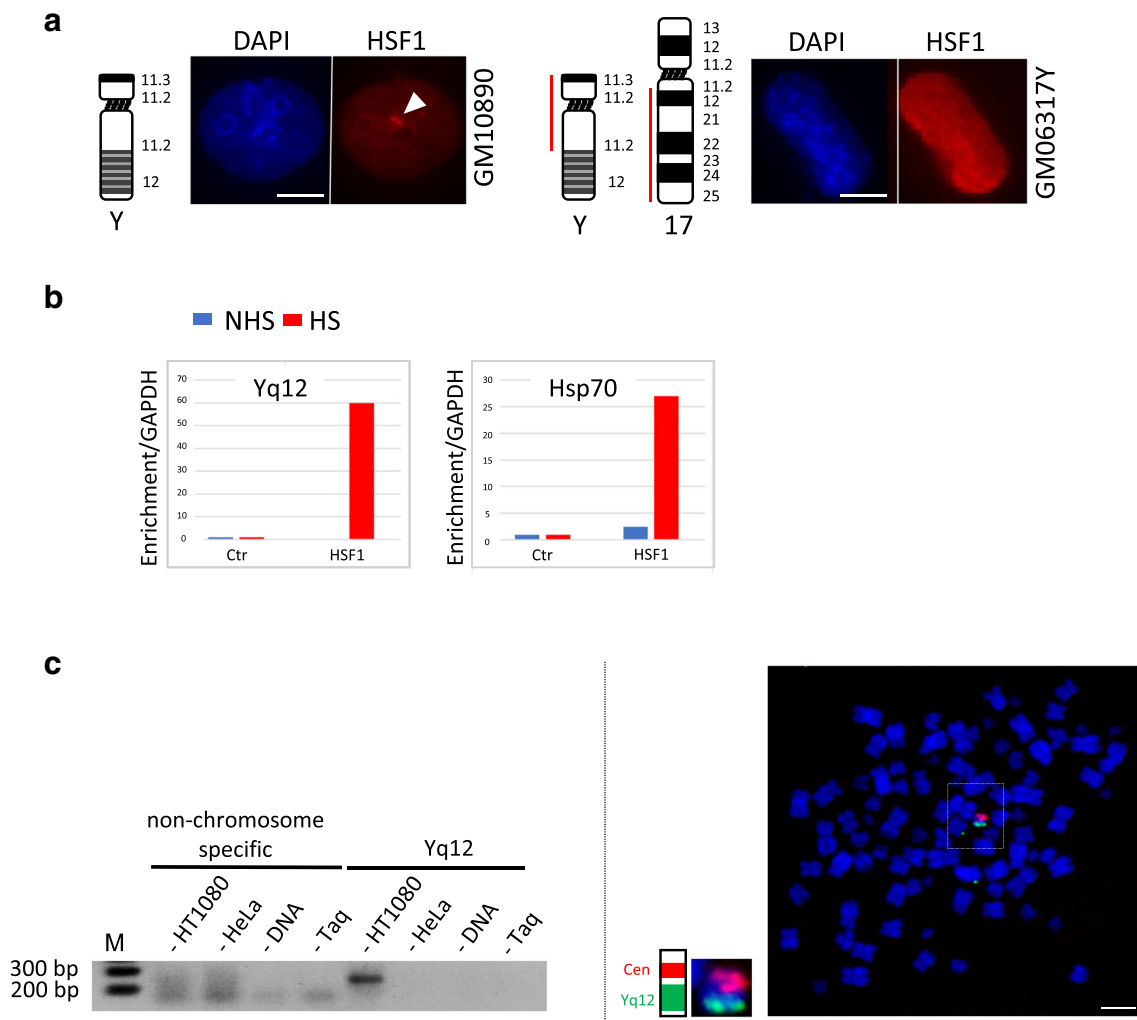 a
DAPI
HSF1
GM10890
11.3
11.2
11.2
12
Y
11.3
11.2
11.2
12
Y
13
12
11.2
11.2
12
21
22
23
24
25
17
DAPI
HSF1
GM06317Y
b
NHS HS
Enrichment/GAPDH
Yq12
70
60
50
40
30
20
10
0
Ctr
HSF1
Enrichment/GAPDH
Hsp70
30
25
20
15
10
5
0
Ctr
HSF1
c
non-chromosome
specific
Yq12
M
- HT1080
- HeLa
- DNA
- Taq
- HT1080
- HeLa
- DNA
- Taq
300 bp
200 bp
Cen
Yq12